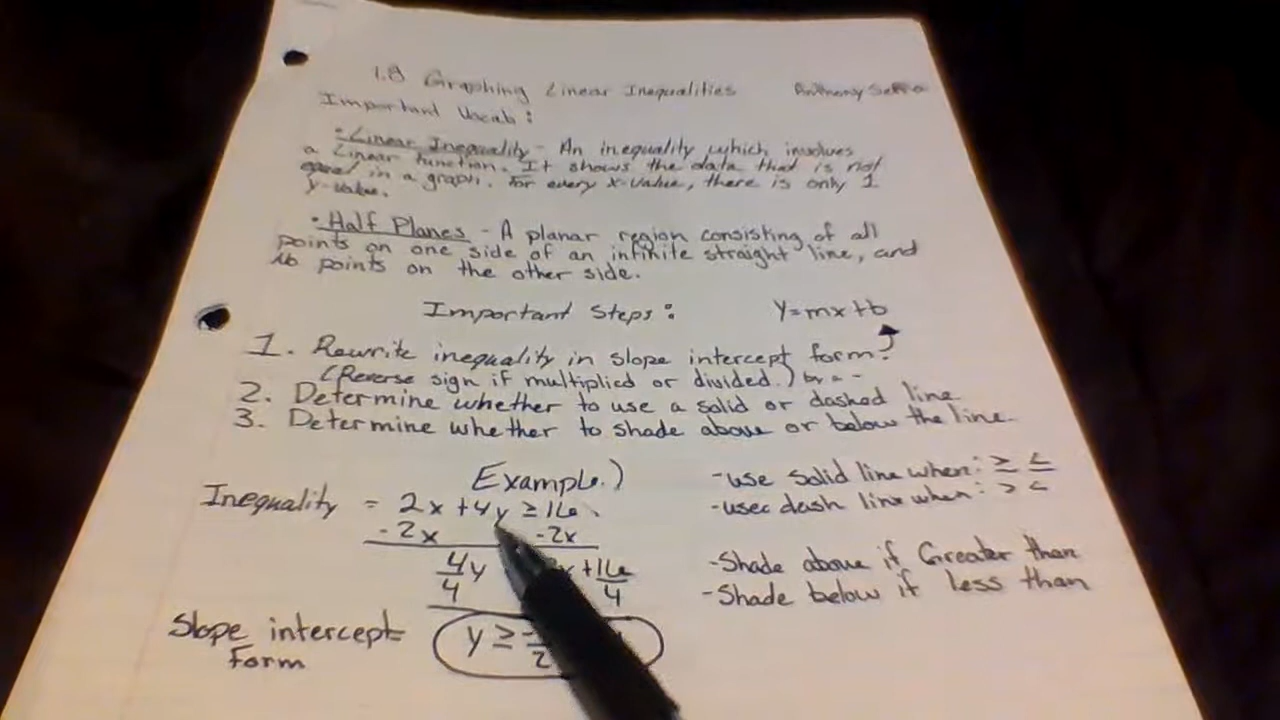 1.8 Graphing Linear Inequalities Anthony
Important Vocab:
• Linear Inequality - An inequality which involves
a Linear function. It shows the data that is not
in a graph. For every x-value, there is only 1
y-value.
• Half Planes - A planar region consisting of all
points on one side of an infinite straight line, and
no points on the other side.
Important Steps: y=mx+b
1. Rewrite inequality in slope intercept form.
(Reverse sign if multiplied or divided.) by a -
2. Determine whether to use a solid or dashed line.
3. Determine whether to shade above or below the line.
Example.)
Inequality = 2x + 4y ≥ 16
-2x -2x
4y x + 16
4 4
Slope intercept y ≥ -
Form 2
-use solid line when: ≥ ≤
-use dash line when: > <
-Shade above if Greater than
-Shade below if less than